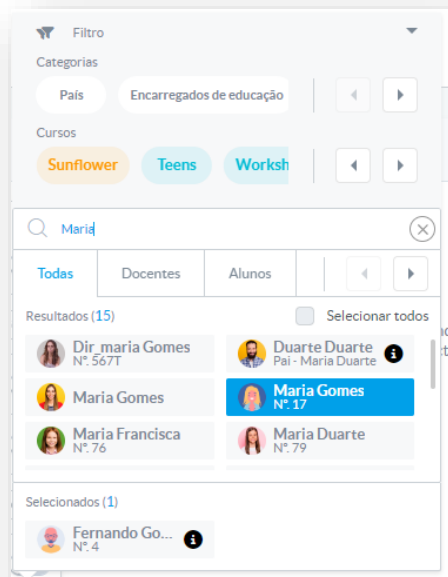 Filtro
Categorias
País
Encarregados de educação
Cursos
Sunflower
Teens
Worksh
Maria
Todas
Docentes
Alunos
Resultados (15)
Selecionar todos
Dir_maria Gomes
Nº. 567T
Duarte Duarte
Pai - Maria Duarte
Maria Gomes
Maria Gomes
Nº. 17
Maria Francisca
Nº. 76
Maria Duarte
Nº. 79
Selecionados (1)
Fernando Go...
Nº. 4